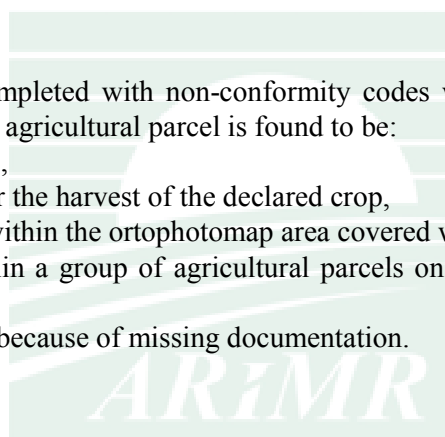 mpleted with non-conformity codes
agricultural parcel is found to be:
,
r the harvest of the declared crop,
within the ortophotomap area covered
in a group of agricultural parcels on
because of missing documentation.
ARiMR